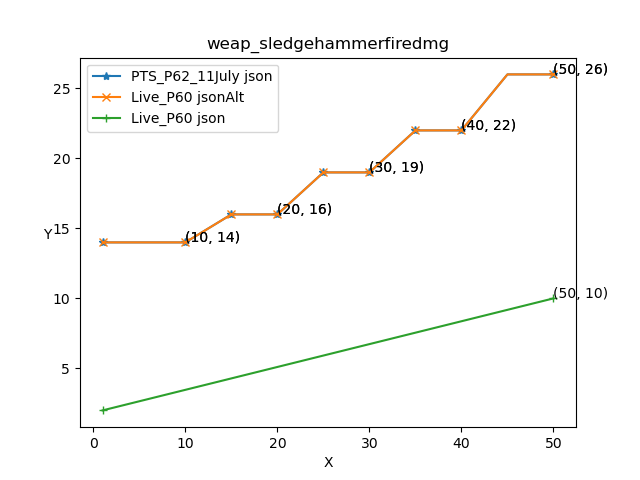 weap_sledgehammerfiredmg
PTS_P62_11July json
Live_P60 jsonAlt
Live_P60 json
(50, 26)
(40, 22)
(30, 19)
(20, 16)
(10, 14)
(50, 10)
Y
25
20
15
10
5
0 10 20 30 40 50
X